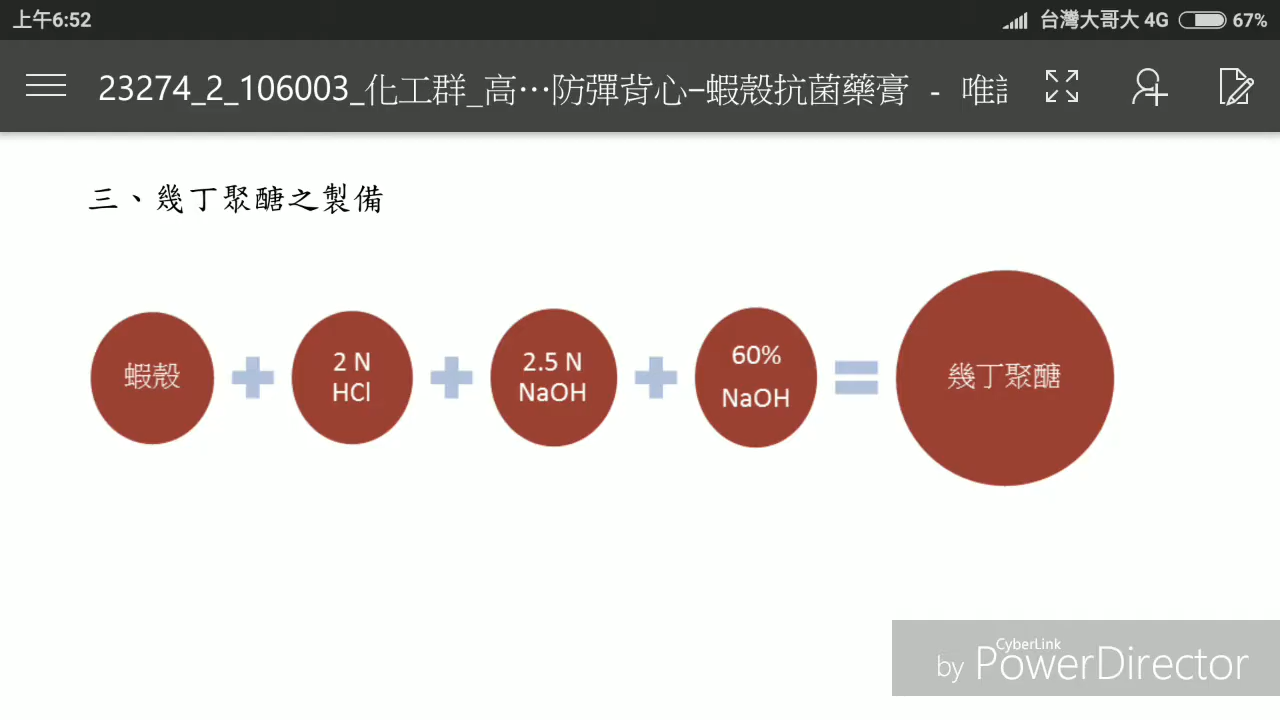 上午6:52
台灣大哥大 4G
67%
23274_2_106003_化工群_高…防彈背心–蝦殼抗菌藥膏 - 唯
三、幾丁聚醣之製備
蝦殼
2 N
HCl
2.5 N
NaOH
60%
NaOH
幾丁聚醣
CyberLink
by PowerDirector